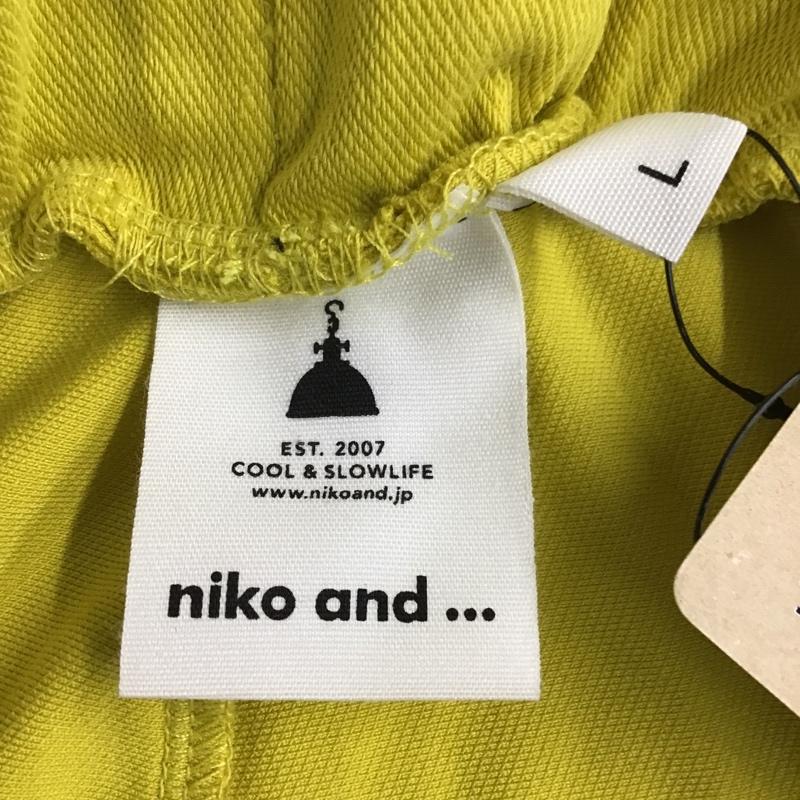 L
EST. 2007
COOL & SLOWLIFE
www.nikoand.jp
niko and ...